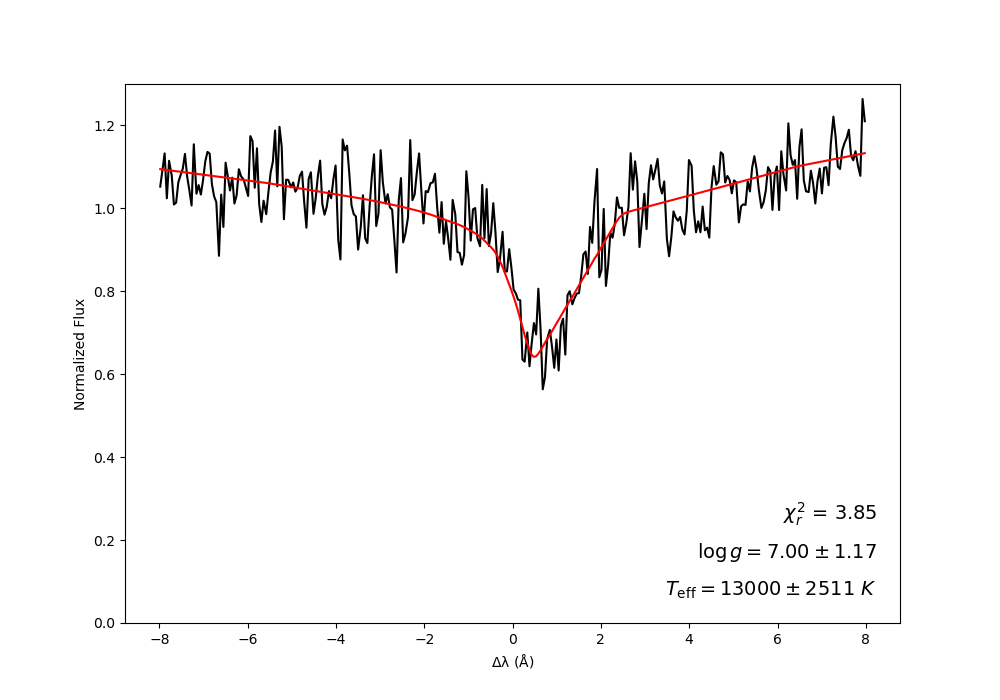 1.2
1.0
0.8
0.6
0.4
0.2
0.0
Normalized Flux
χ²ᵣ = 3.85
log g = 7.00 ± 1.17
T_eff = 13000 ± 2511 K
−8 −6 −4 −2 0 2 4 6 8
Δλ (Å)